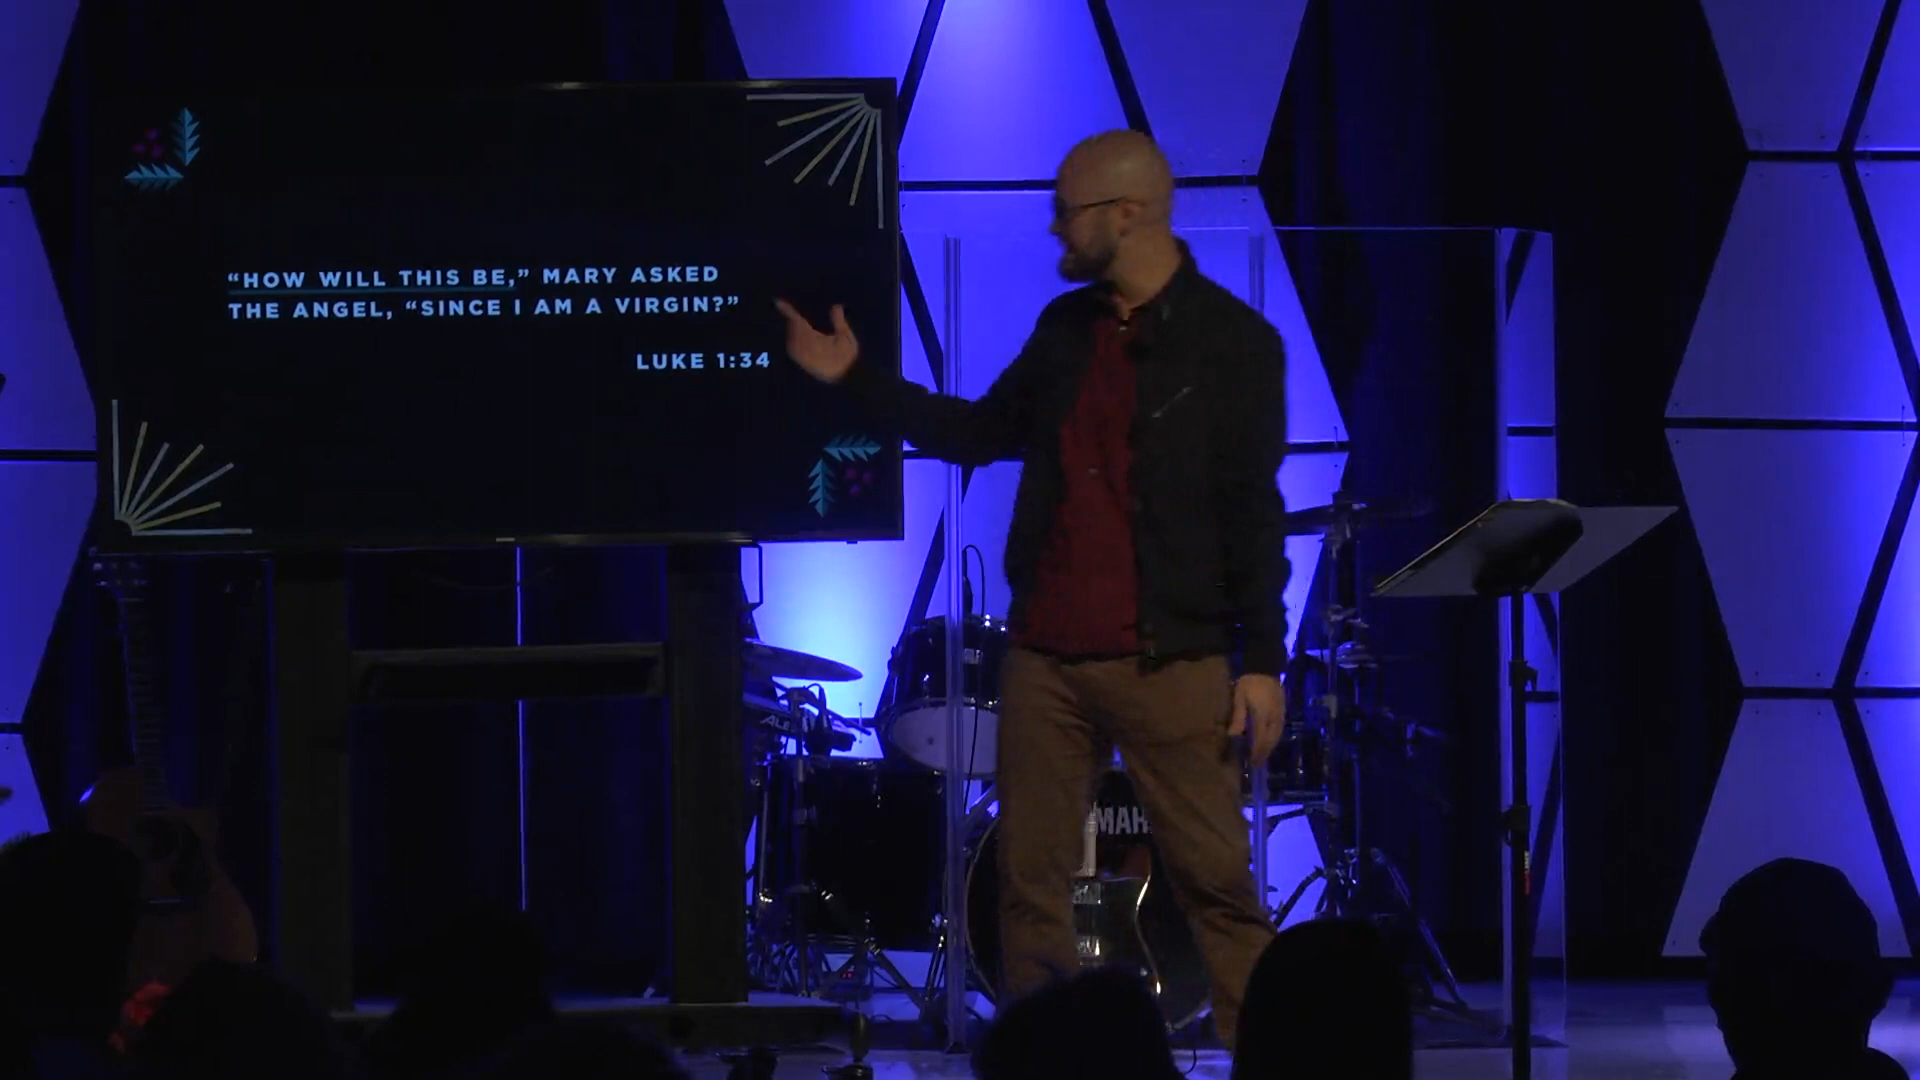 “HOW WILL THIS BE,” MARY ASKED
THE ANGEL, “SINCE I AM A VIRGIN?”
LUKE 1:34